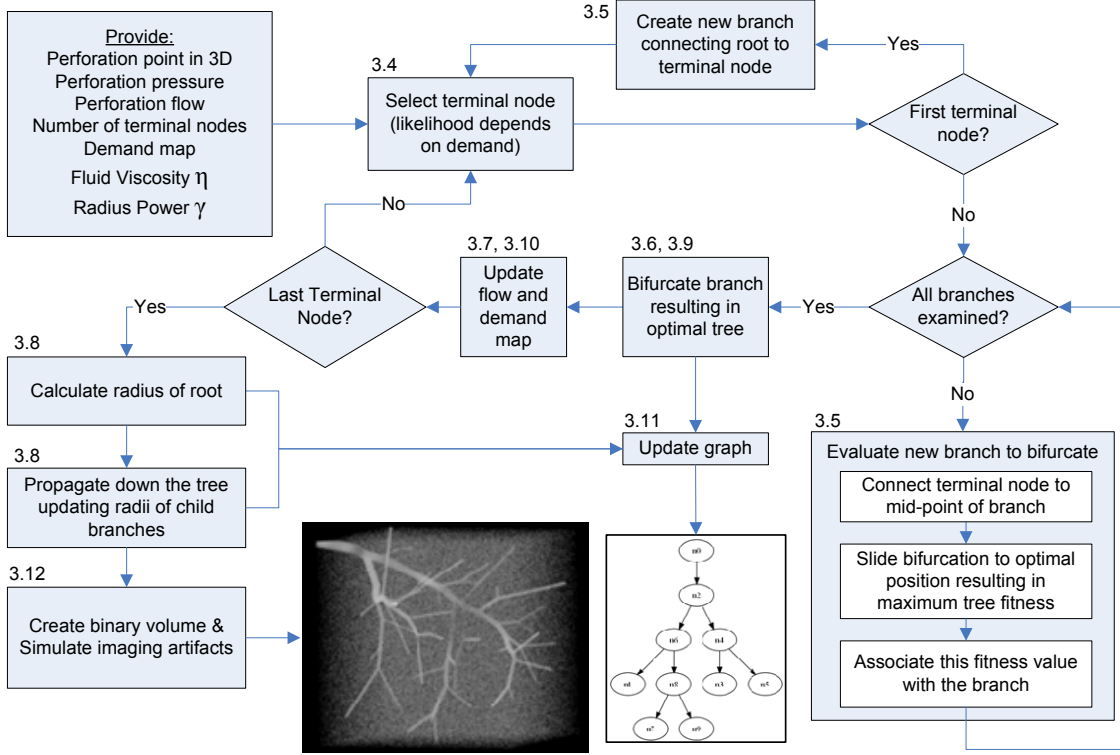 Provide:
Perforation point in 3D
Perforation pressure
Perforation flow
Number of terminal nodes
Demand map
Fluid Viscosity η
Radius Power γ
3.4
Select terminal node
(likelihood depends
on demand)
3.5
Create new branch
connecting root to
terminal node
Yes
First terminal
node?
No
All branches
examined?
Yes
No
3.6, 3.9
Bifurcate branch
resulting in
optimal tree
3.7, 3.10
Update
flow and
demand
map
Last Terminal
Node?
No
Yes
3.8
Calculate radius of root
3.8
Propagate down the tree
updating radii of child
branches
3.12
Create binary volume &
Simulate imaging artifacts
3.11
Update graph
n0
n2
n6
n4
n1
n8
n3
n5
n7
n9
3.5
Evaluate new branch to bifurcate
Connect terminal node to
mid-point of branch
Slide bifurcation to optimal
position resulting in
maximum tree fitness
Associate this fitness value
with the branch